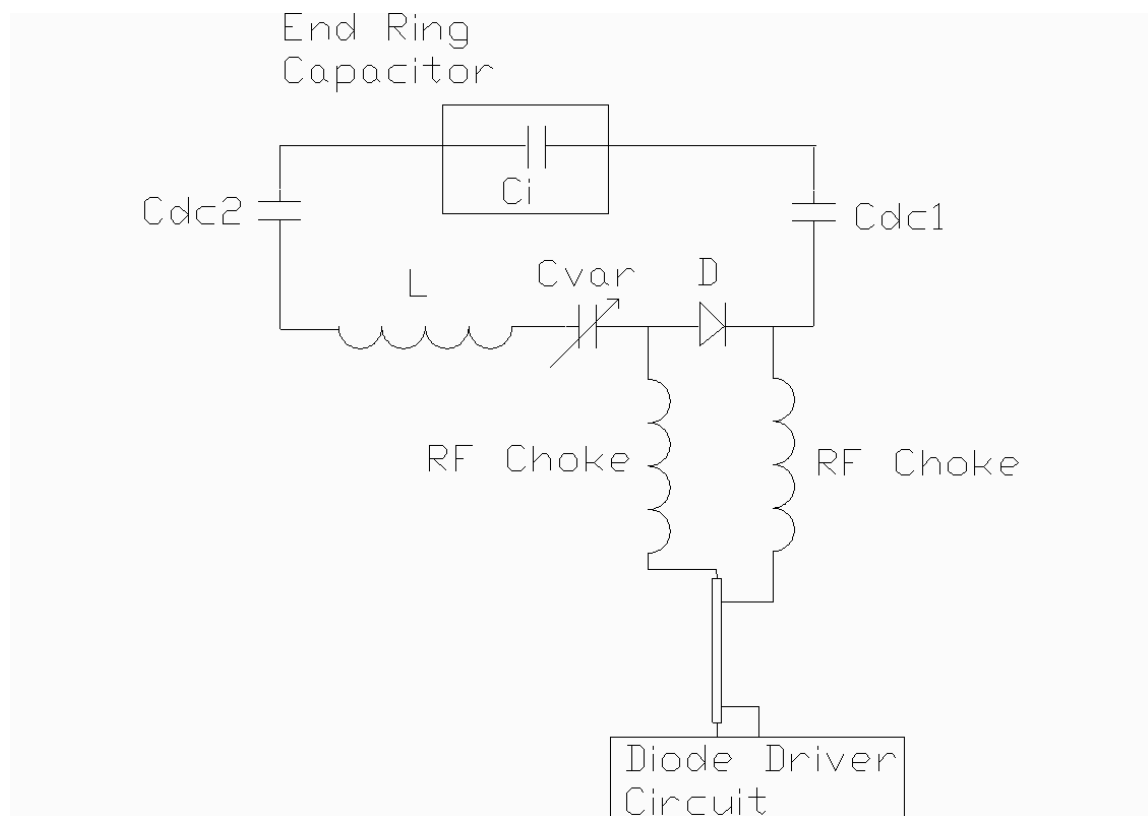 End Ring
Capacitor
Ci
Cdc2
Cdc1
L
Cvar
D
RF Choke
RF Choke
Diode Driver
Circuit